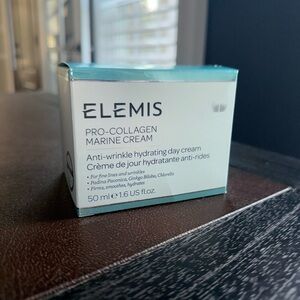 ELEMIS
PRO-COLLAGEN
MARINE CREAM
Anti-wrinkle hydrating day cream
Crème de jour hydratante anti-rides
• For fine lines and wrinkles
• Padina Pavonica, Ginkgo Biloba, Chlorella
• Firms, smoothes, hydrates
50 ml ℮ 1.6 US fl.oz.